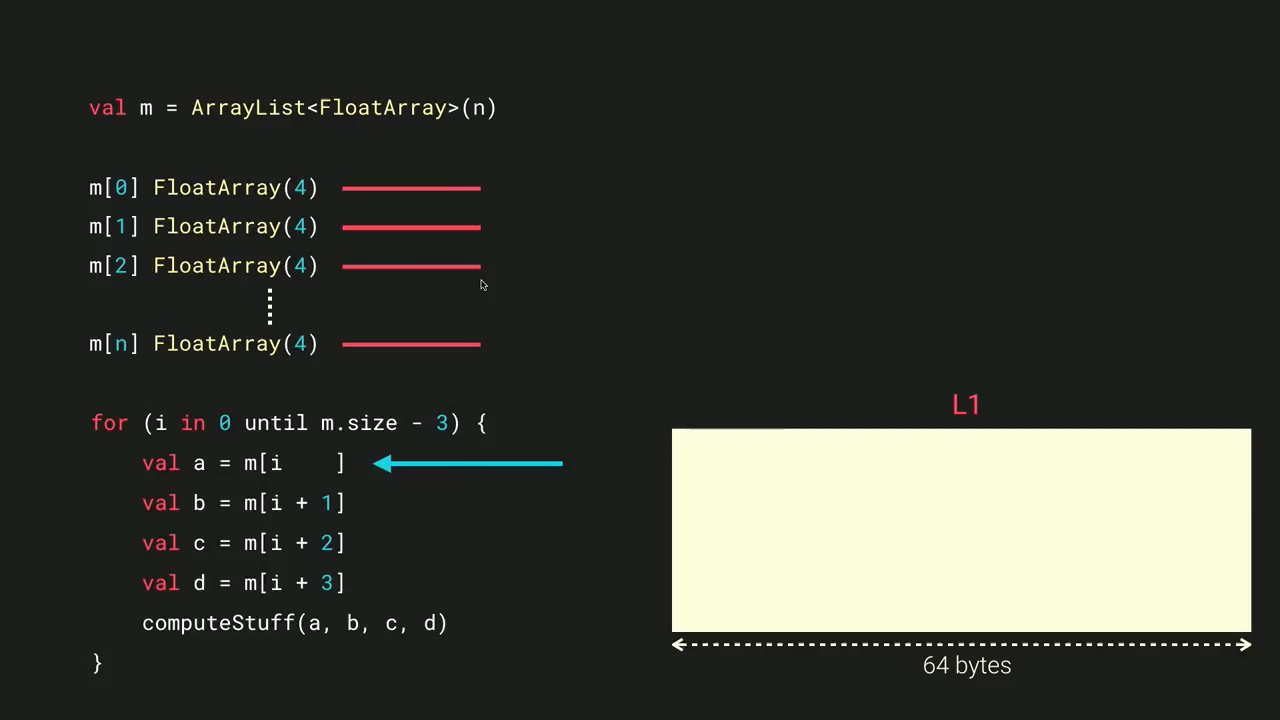 val m = ArrayList<FloatArray>(n)
m[0] FloatArray(4)
m[1] FloatArray(4)
m[2] FloatArray(4)
m[n] FloatArray(4)
for (i in 0 until m.size - 3) {
    val a = m[i    ]
    val b = m[i + 1]
    val c = m[i + 2]
    val d = m[i + 3]
    computeStuff(a, b, c, d)
}
L1
64 bytes